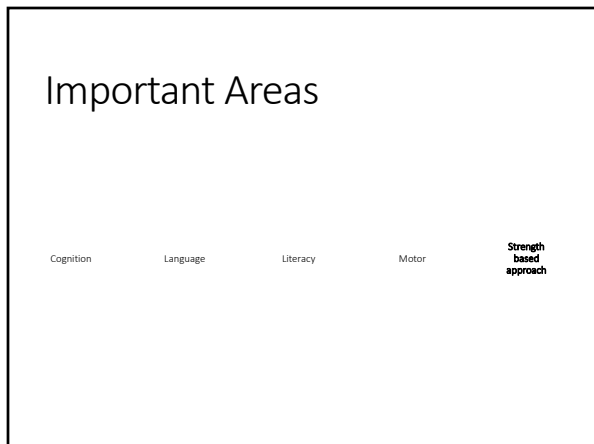 Important Areas
Cognition
Language
Literacy
Motor
Strength
based
approach